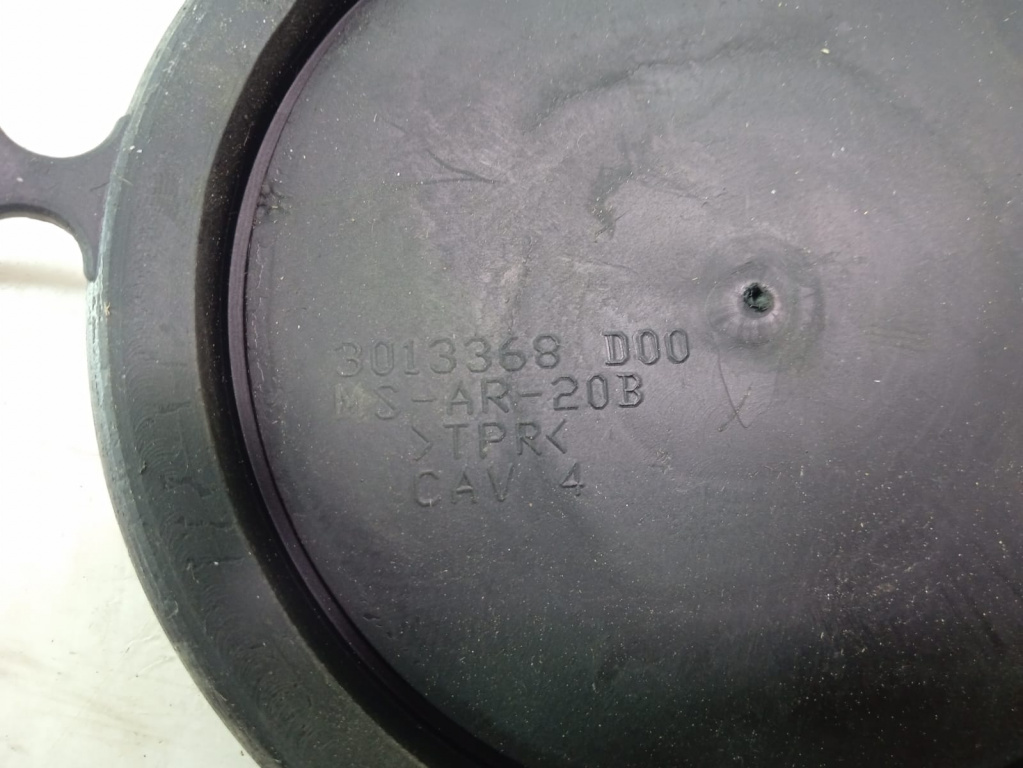 3013368 D00
MS-AR-20B
>TPR<
CAV 4